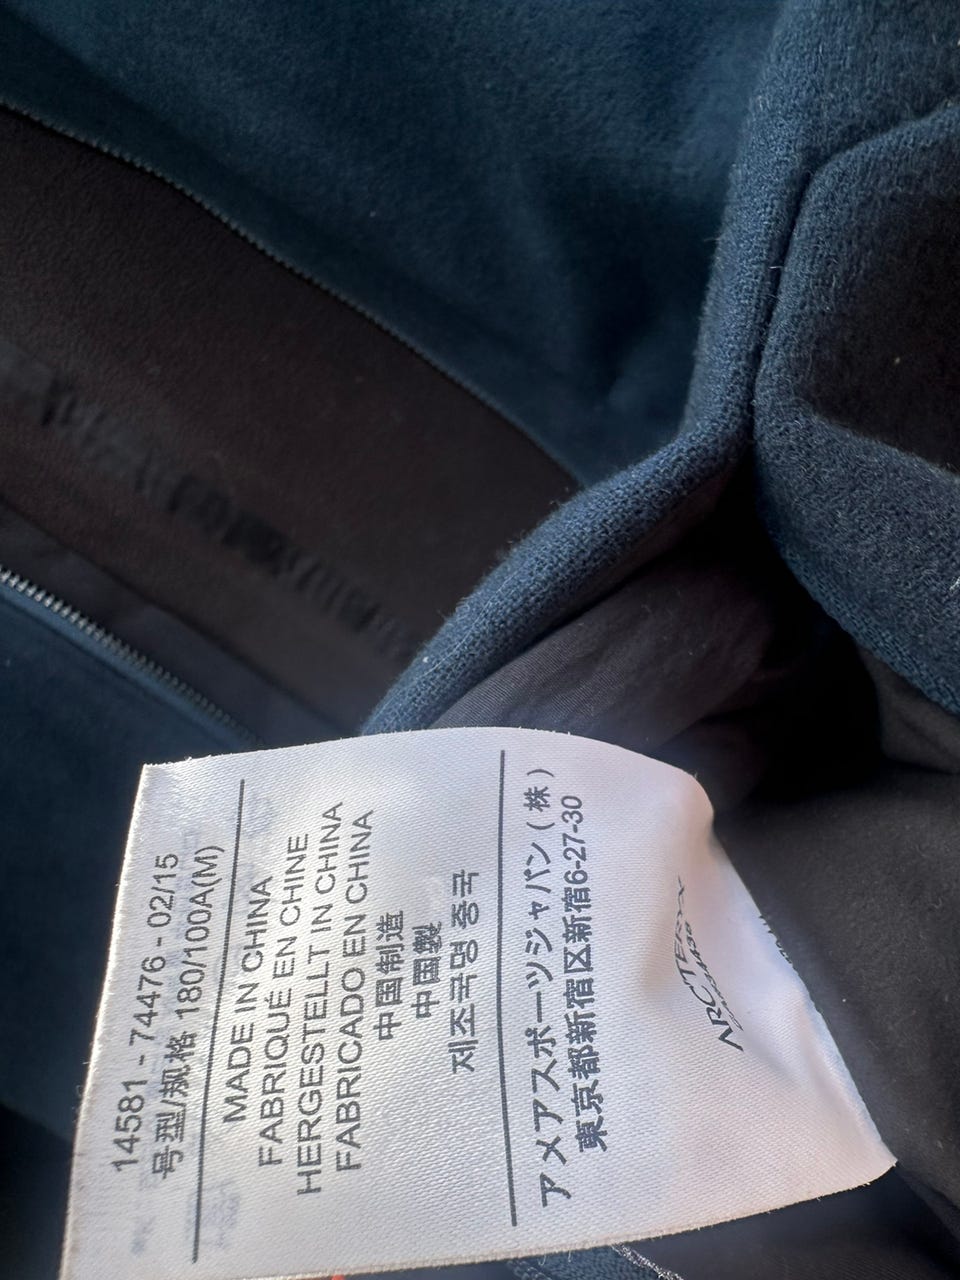 14581 - 74476 - 02/15
号型/规格 180/100A(M)
MADE IN CHINA
FABRIQUÉ EN CHINE
HERGESTELLT IN CHINA
FABRICADO EN CHINA
中国制造
中国製
제조국명 중국
アメアスポーツジャパン(株)
東京都新宿区新宿6-27-30
ARC'TERYX